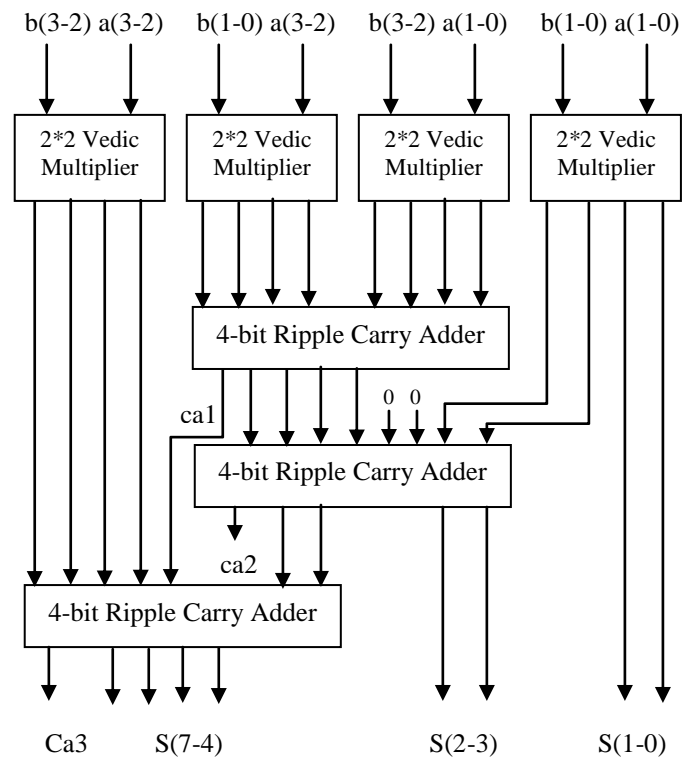 b(3-2) a(3-2) b(1-0) a(3-2) b(3-2) a(1-0) b(1-0) a(1-0)
2*2 Vedic
Multiplier
2*2 Vedic
Multiplier
2*2 Vedic
Multiplier
2*2 Vedic
Multiplier
4-bit Ripple Carry Adder
ca1
0 0
4-bit Ripple Carry Adder
ca2
4-bit Ripple Carry Adder
Ca3 S(7-4) S(2-3) S(1-0)